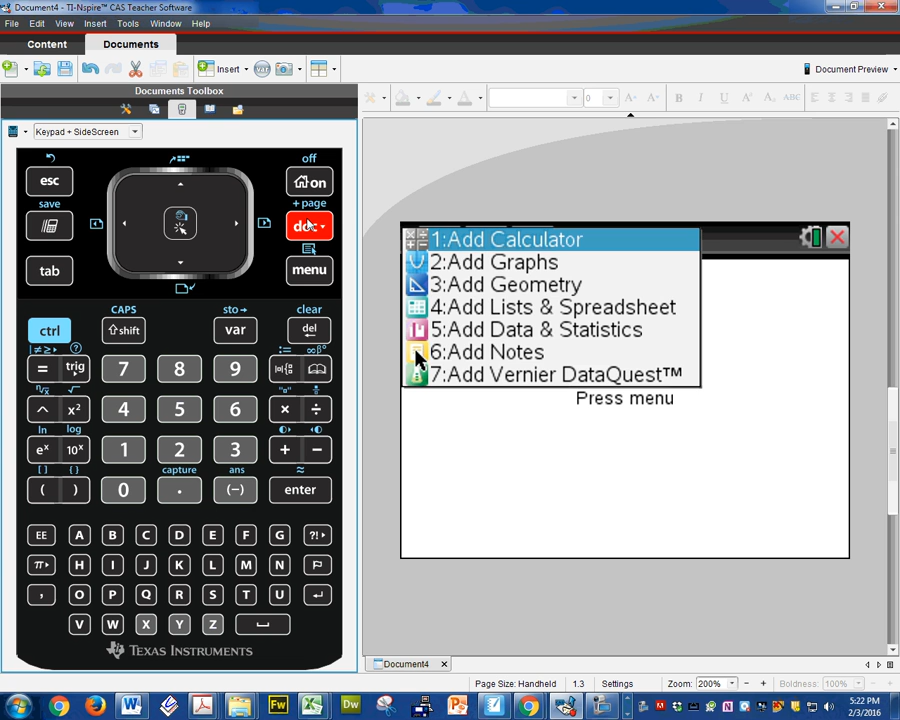 Document4 - TI-Nspire™ CAS Teacher Software
File Edit View Insert Tools Window Help
Content Documents
Insert
Document Preview
Documents Toolbox
Keypad + SideScreen
0
B I U
ABC
off
esc
on
save
+ page
doc
tab
menu
CAPS
sto→
clear
ctrl
shift
var
del
= trig 7 8 9
^ x² 4 5 6 × ÷
ln log
eˣ 10ˣ 1 2 3 + −
[ ] { } capture ans ≈
( ) 0 . (−) enter
EE A B C D E F G ?!▸
π▸ H I J K L M N
, O P Q R S T U
V W X Y Z
TEXAS INSTRUMENTS
1:Add Calculator
2:Add Graphs
3:Add Geometry
4:Add Lists & Spreadsheet
5:Add Data & Statistics
6:Add Notes
7:Add Vernier DataQuest™
Press menu
Document4
Page Size: Handheld 1.3 Settings Zoom: 200% Boldness: 100%
5:22 PM
2/3/2016